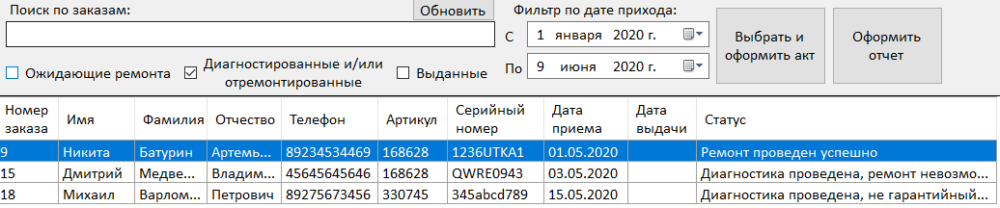 Поиск по заказам:
Обновить
Фильтр по дате прихода:
С 1 января 2020 г.
По 9 июня 2020 г.
Выбрать и
оформить акт
Оформить
отчет
Ожидающие ремонта
Диагностированные и/или
отремонтированные
Выданные
Номер заказа Имя Фамилия Отчество Телефон Артикул Серийный номер Дата приема Дата выдачи Статус
9 Никита Батурин Артемь... 89234534469 168628 1236UTKA1 01.05.2020 Ремонт проведен успешно
15 Дмитрий Медве... Владим... 45645645646 168628 QWRE0943 03.05.2020 Диагностика проведена, ремонт невозмо...
18 Михаил Варлом... Петрович 89275673456 330745 345abcd789 15.05.2020 Диагностика проведена, не гарантийный...